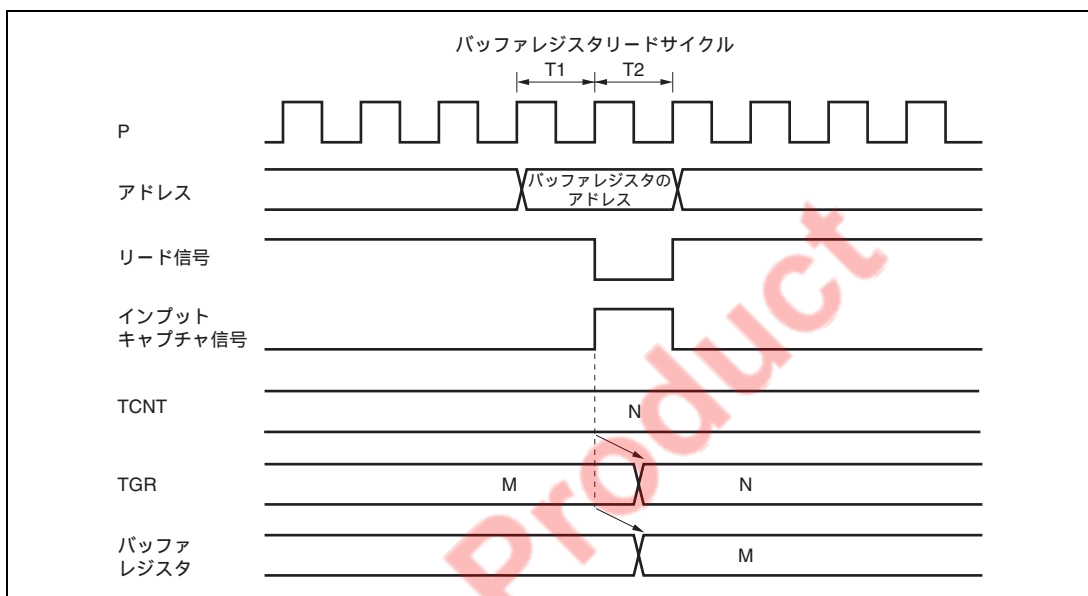 バッファレジスタリードサイクル
T1 T2
P
アドレス
バッファレジスタの
アドレス
リード信号
インプット
キャプチャ信号
TCNT
N
TGR
M
N
バッファ
レジスタ
M
Product